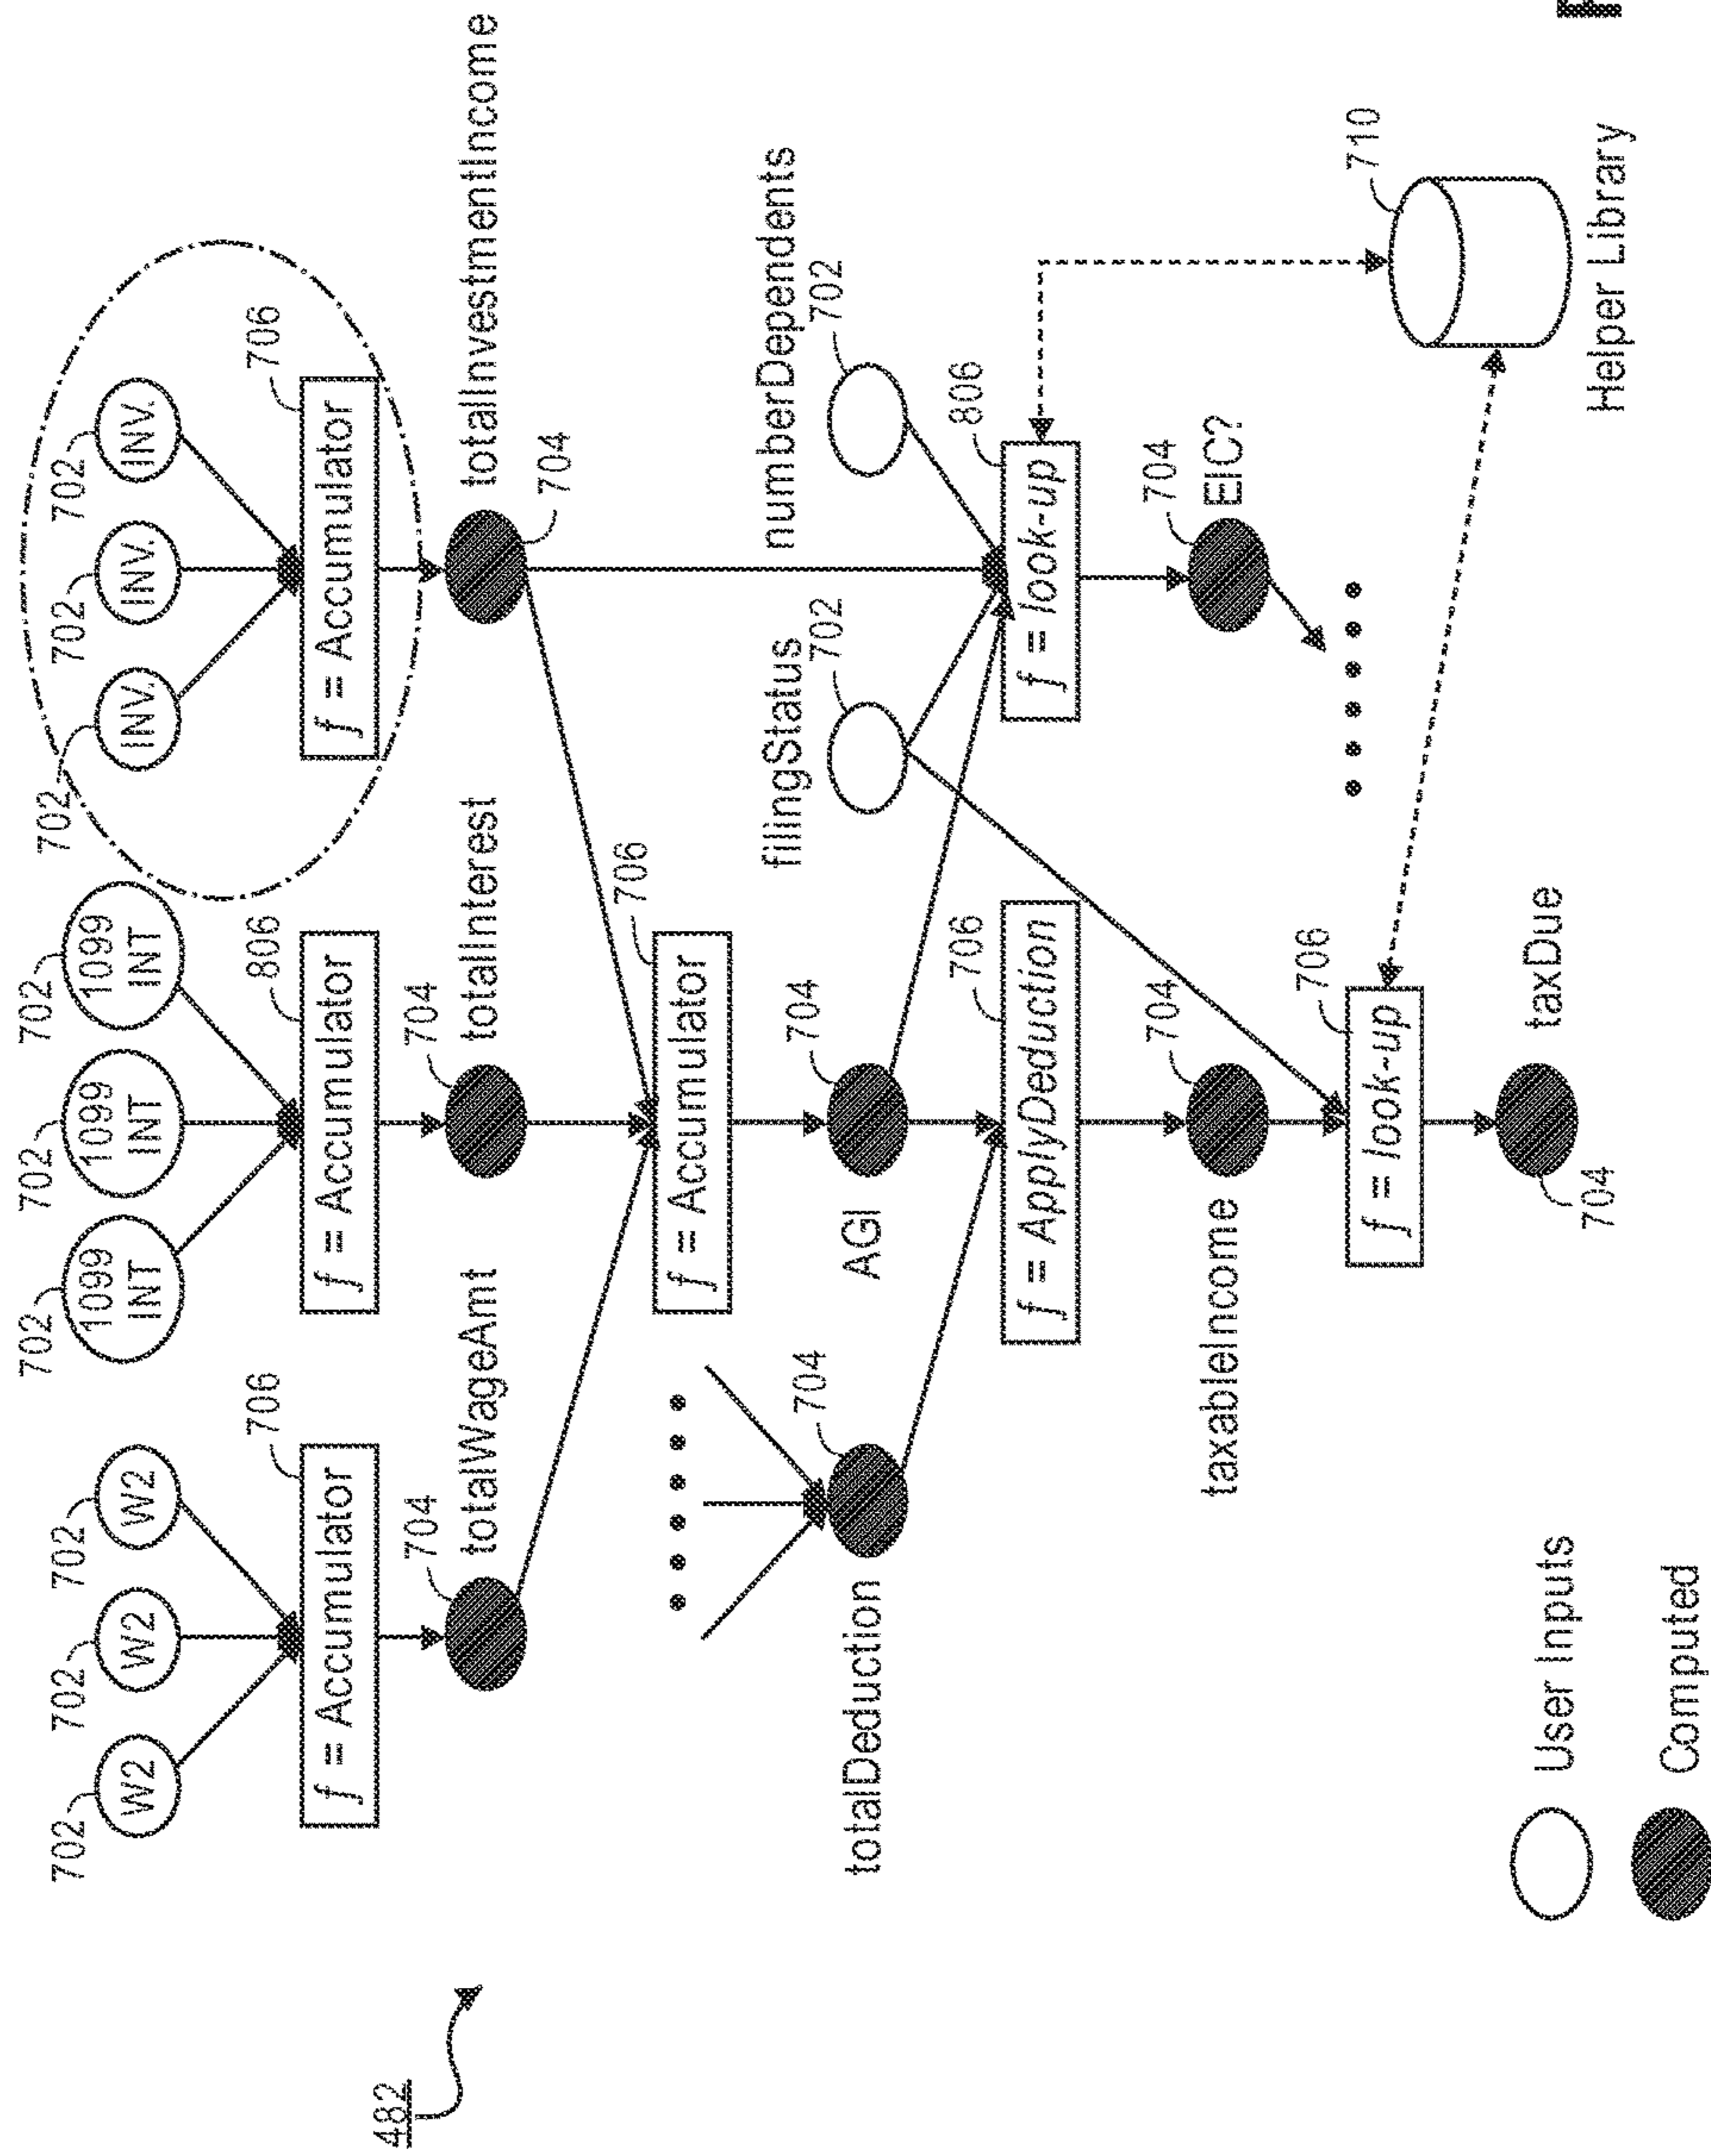 702 702 702 702 702 702 702 702 702
W2 W2 W2 1099 INT 1099 INT 1099 INT INV. INV. INV.
706 806 706
f = Accumulator f = Accumulator f = Accumulator
482
704 704 704
totalWageAmt totalInterest totalInvestmentIncome
706
f = Accumulator
fillingStatus numberDependents
704 704 702 702
totalDeduction AGI
706 806
f = ApplyDeduction f = look-up
704 704
taxableIncome EIC?
706 710
f = look-up
taxDue
704
Helper Library
User Inputs
Computed